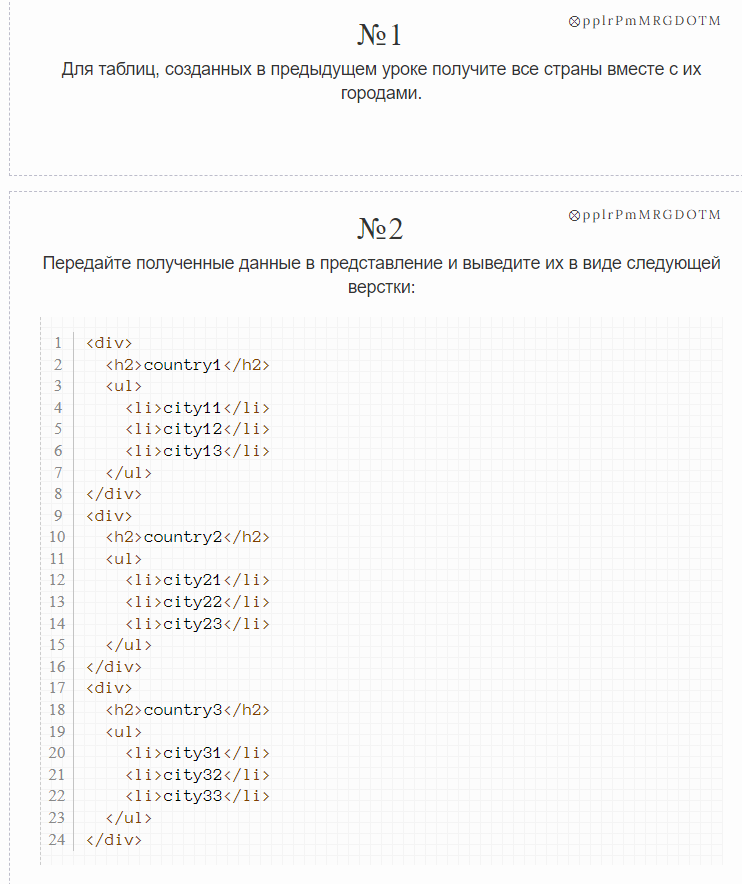 ⊗pplrPmMRGDOTM
№1
Для таблиц, созданных в предыдущем уроке получите все страны вместе с их
городами.
⊗pplrPmMRGDOTM
№2
Передайте полученные данные в представление и выведите их в виде следующей
верстки:
1 <div>
2 <h2>country1</h2>
3 <ul>
4 <li>city11</li>
5 <li>city12</li>
6 <li>city13</li>
7 </ul>
8 </div>
9 <div>
10 <h2>country2</h2>
11 <ul>
12 <li>city21</li>
13 <li>city22</li>
14 <li>city23</li>
15 </ul>
16 </div>
17 <div>
18 <h2>country3</h2>
19 <ul>
20 <li>city31</li>
21 <li>city32</li>
22 <li>city33</li>
23 </ul>
24 </div>